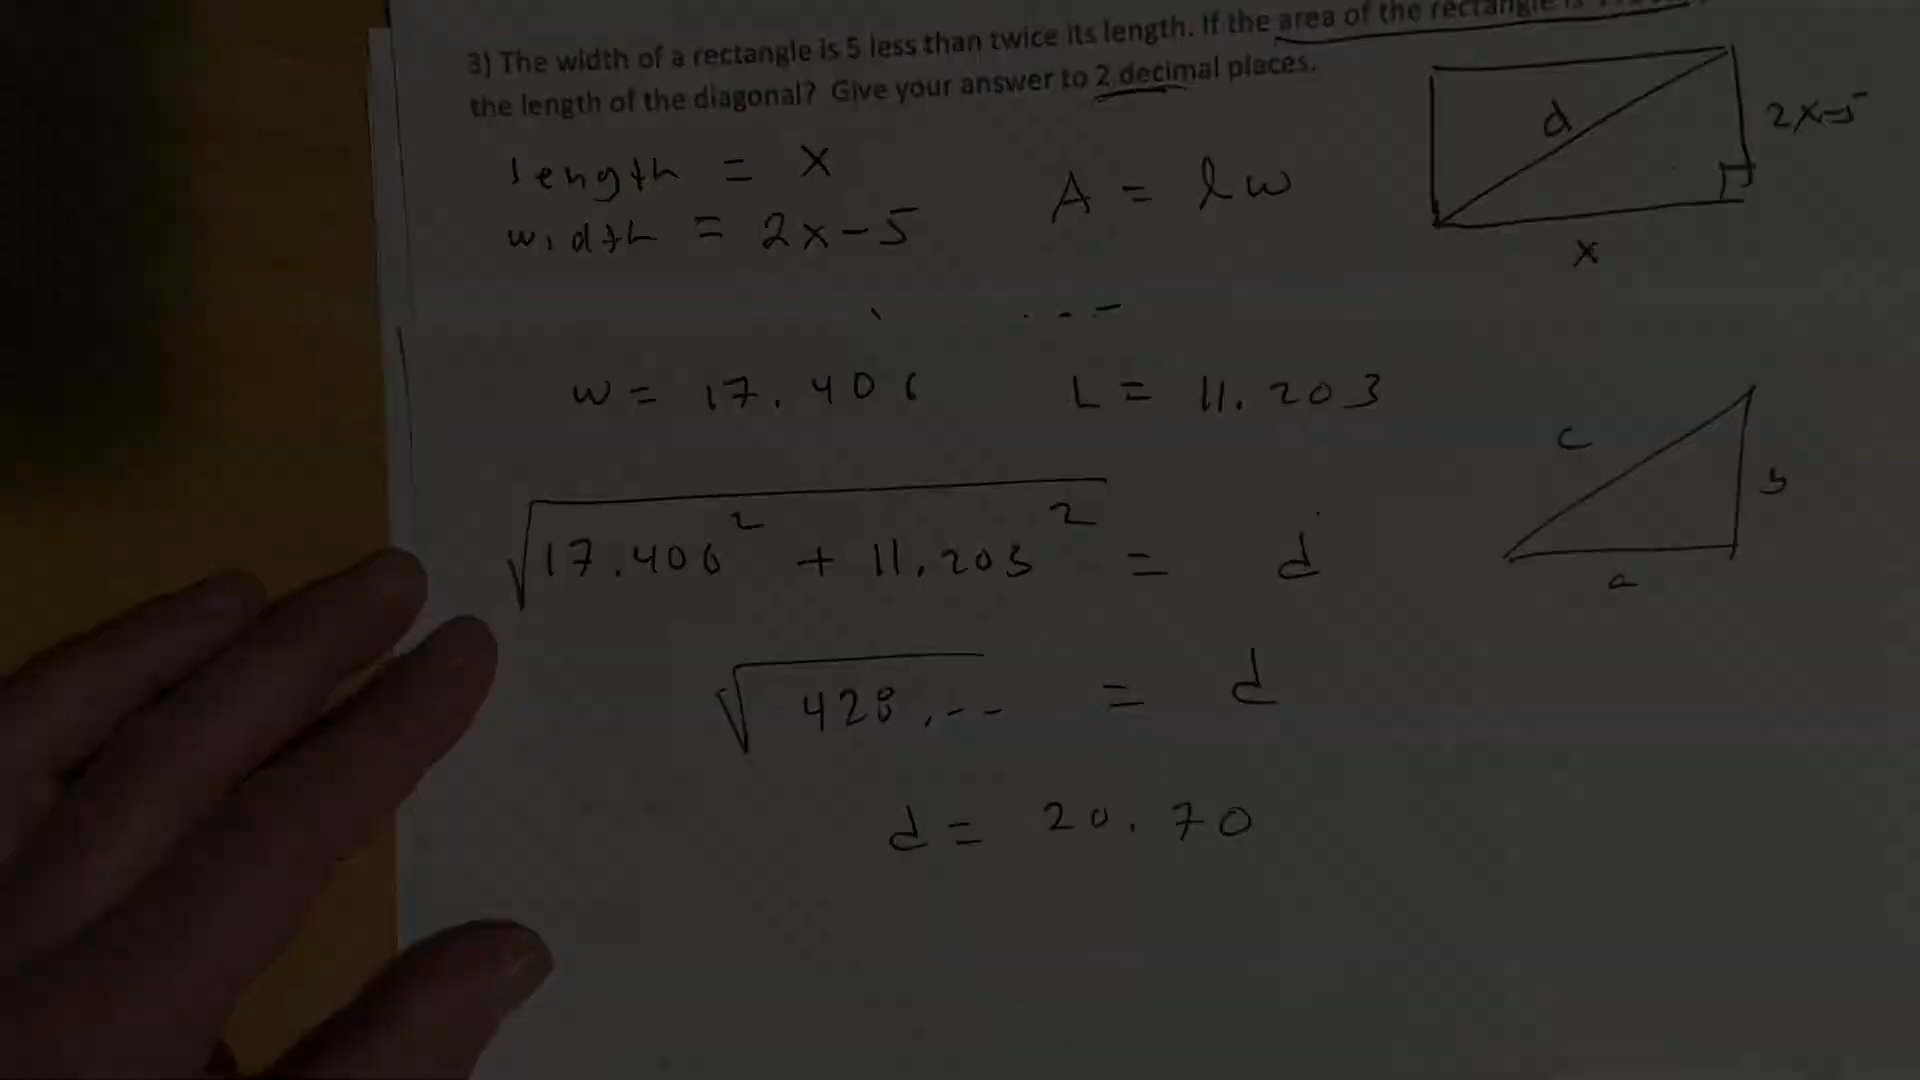 3) The width of a rectangle is 5 less than twice its length. If the area of the rectangle is
the length of the diagonal? Give your answer to 2 decimal places.
d
2x-5
length = x
A = lw
width = 2x-5
x
w = 17.406
L = 11.203
c
b
√17.406² + 11.203² = d
a
√428.-- = d
d = 20.70